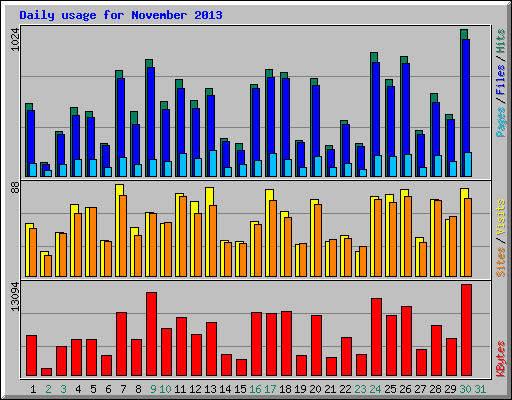 Daily usage for November 2013
1024
Pages / Files / Hits
88
Sites / Visits
13094
KBytes
1 2 3 4 5 6 7 8 9 10 11 12 13 14 15 16 17 18 19 20 21 22 23 24 25 26 27 28 29 30 31